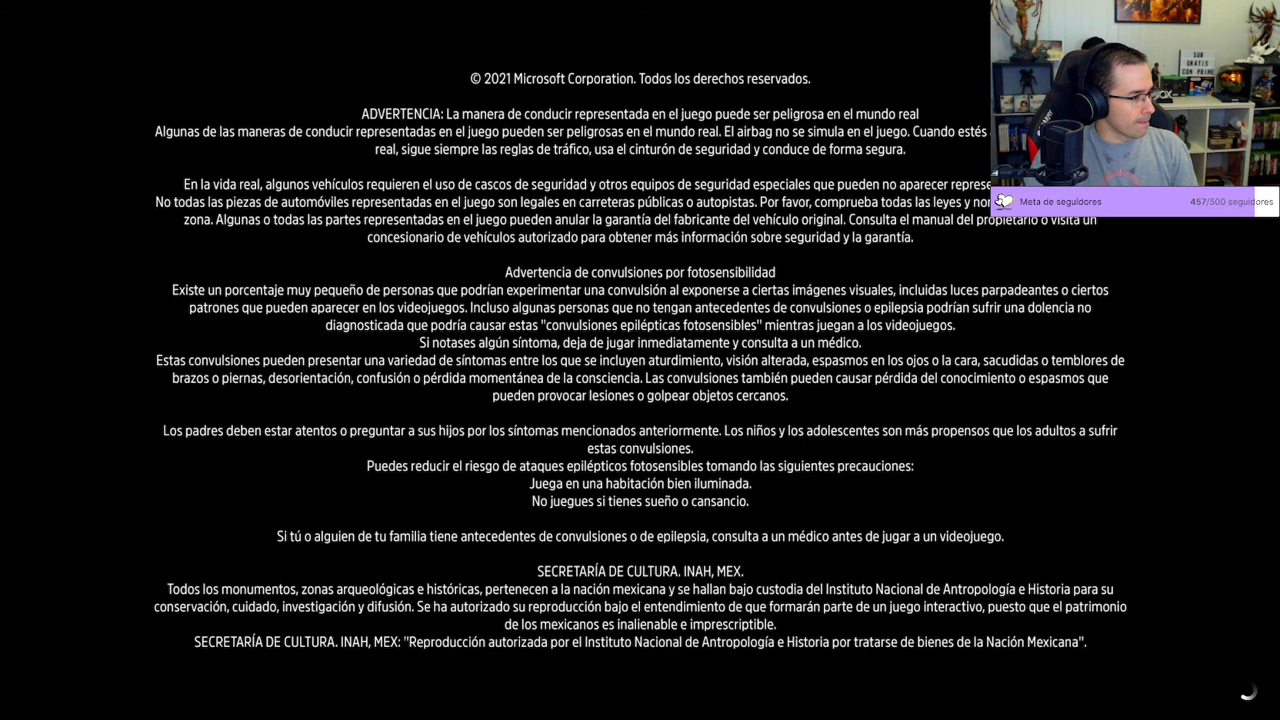 © 2021 Microsoft Corporation. Todos los derechos reservados.
ADVERTENCIA: La manera de conducir representada en el juego puede ser peligrosa en el mundo real
Algunas de las maneras de conducir representadas en el juego pueden ser peligrosas en el mundo real. El airbag no se simula en el juego. Cuando estés
real, sigue siempre las reglas de tráfico, usa el cinturón de seguridad y conduce de forma segura.
En la vida real, algunos vehículos requieren el uso de cascos de seguridad y otros equipos de seguridad especiales que pueden no aparecer
No todas las piezas de automóviles representadas en el juego son legales en carreteras públicas o autopistas. Por favor, comprueba todas las leyes y
zona. Algunas o todas las partes representadas en el juego pueden anular la garantía del fabricante del vehículo original. Consulta el manual del propietario o visita un
concesionario de vehículos autorizado para obtener más información sobre seguridad y la garantía.
Advertencia de convulsiones por fotosensibilidad
Existe un porcentaje muy pequeño de personas que podrían experimentar una convulsión al exponerse a ciertas imágenes visuales, incluidas luces parpadeantes o ciertos
patrones que pueden aparecer en los videojuegos. Incluso algunas personas que no tengan antecedentes de convulsiones o epilepsia podrían sufrir una dolencia no
diagnosticada que podría causar estas "convulsiones epilépticas fotosensibles" mientras juegan a los videojuegos.
Si notases algún síntoma, deja de jugar inmediatamente y consulta a un médico.
Estas convulsiones pueden presentar una variedad de síntomas entre los que se incluyen aturdimiento, visión alterada, espasmos en los ojos o la cara, sacudidas o temblores de
brazos o piernas, desorientación, confusión o pérdida momentánea de la consciencia. Las convulsiones también pueden causar pérdida del conocimiento o espasmos que
pueden provocar lesiones o golpear objetos cercanos.
Los padres deben estar atentos o preguntar a sus hijos por los síntomas mencionados anteriormente. Los niños y los adolescentes son más propensos que los adultos a sufrir
estas convulsiones.
Puedes reducir el riesgo de ataques epilépticos fotosensibles tomando las siguientes precauciones:
Juega en una habitación bien iluminada.
No juegues si tienes sueño o cansancio.
Si tú o alguien de tu familia tiene antecedentes de convulsiones o de epilepsia, consulta a un médico antes de jugar a un videojuego.
SECRETARÍA DE CULTURA. INAH, MEX.
Todos los monumentos, zonas arqueológicas e históricas, pertenecen a la nación mexicana y se hallan bajo custodia del Instituto Nacional de Antropología e Historia para su
conservación, cuidado, investigación y difusión. Se ha autorizado su reproducción bajo el entendimiento de que formarán parte de un juego interactivo, puesto que el patrimonio
de los mexicanos es inalienable e imprescriptible.
SECRETARÍA DE CULTURA. INAH, MEX: "Reproducción autorizada por el Instituto Nacional de Antropología e Historia por tratarse de bienes de la Nación Mexicana".
SUB
GRATIS
CON PRIME
Meta de seguidores
457/500 seguidores